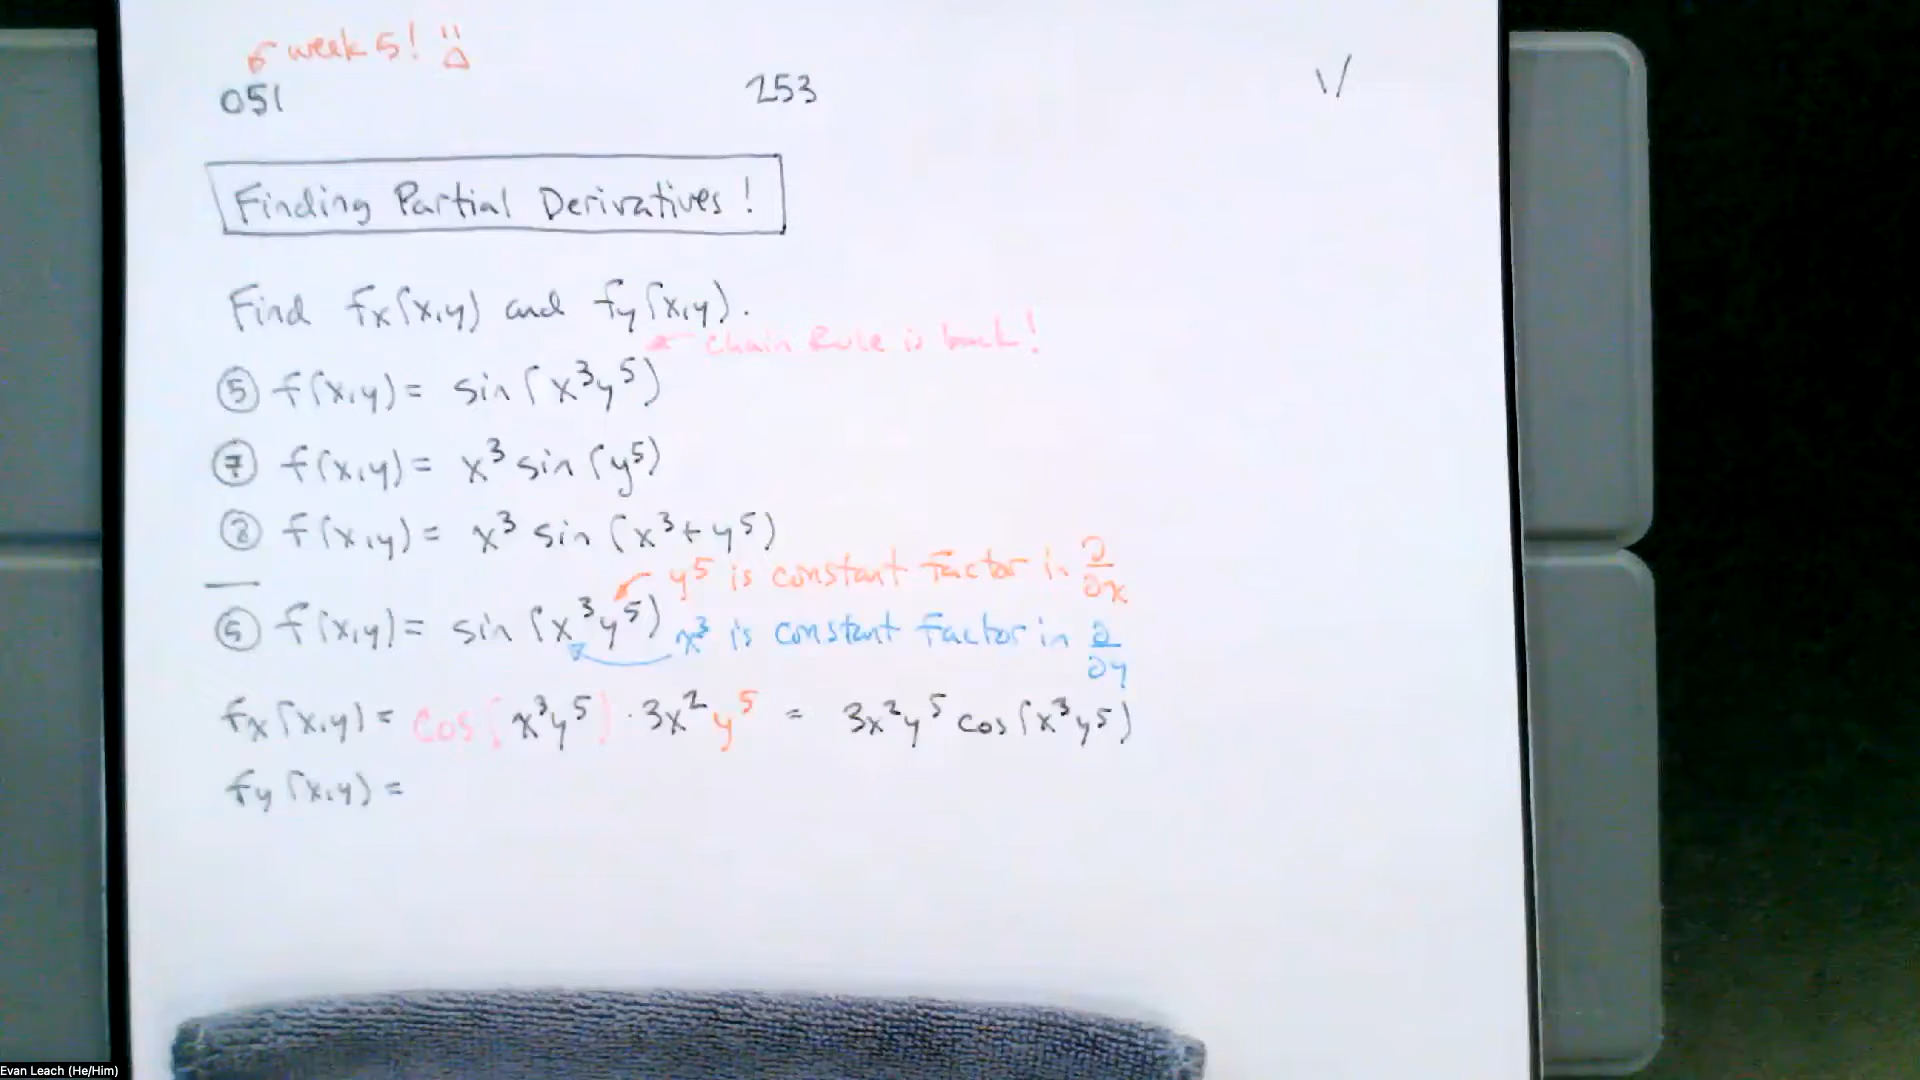 week 5!
051 253 V
Finding Partial Derivatives!
Find fx(x,y) and fy(x,y).
Chain Rule is back!
⑤ f(x,y) = sin(x³y⁵)
⑦ f(x,y) = x³ sin(y⁵)
⑧ f(x,y) = x³ sin(x³+y⁵)
y⁵ is constant factor in ∂/∂x
f(x,y) = sin(x³y⁵)
x³ is constant factor in ∂/∂y
fx(x,y) = cos(x³y⁵) · 3x²y⁵ = 3x²y⁵ cos(x³y⁵)
fy(x,y) =
Evan Leach (He/Him)